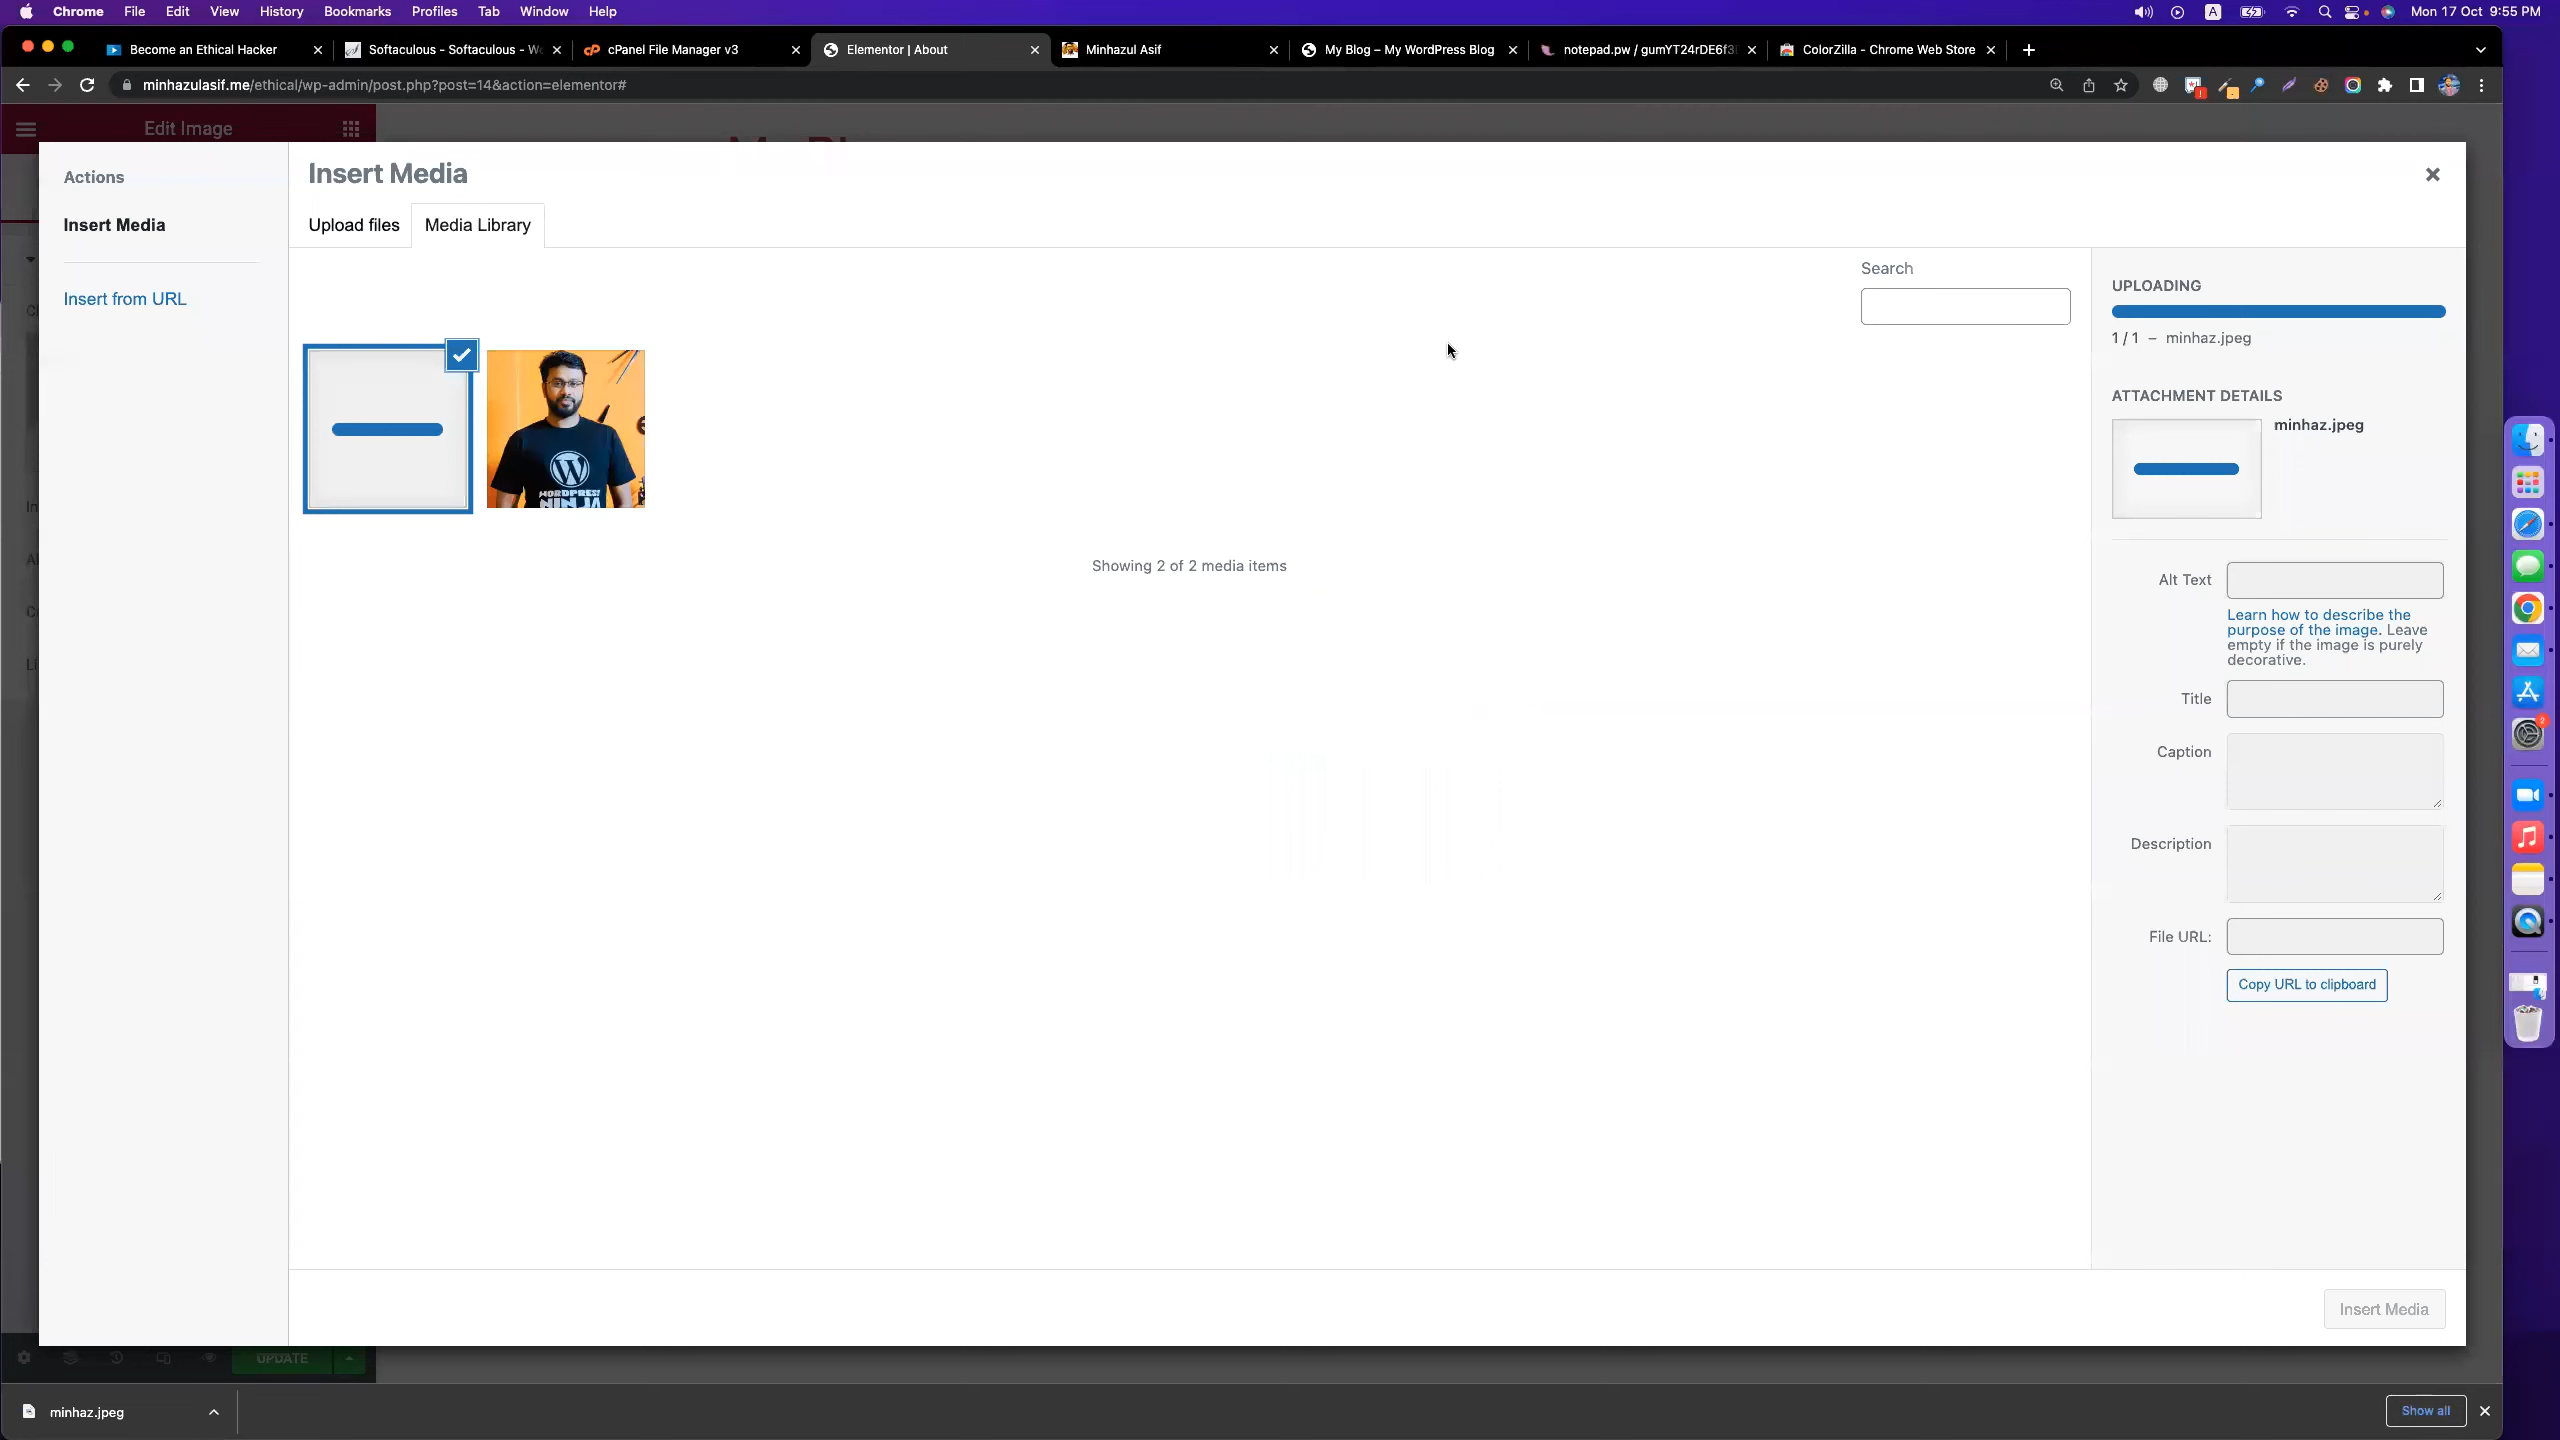 Chrome File Edit View History Bookmarks Profiles Tab Window Help
A
Mon 17 Oct 9:55 PM
Become an Ethical Hacker
Softaculous - Softaculous - W
cPanel File Manager v3
Elementor | About
Minhazul Asif
My Blog – My WordPress Blog
notepad.pw / gumYT24rDE6f3
ColorZilla - Chrome Web Store
minhazulasif.me/ethical/wp-admin/post.php?post=14&action=elementor#
Edit Image
Actions
Insert Media
Insert from URL
Insert Media
Upload files
Media Library
Search
WORDPRESS
NINJA
Showing 2 of 2 media items
UPLOADING
1 / 1 – minhaz.jpeg
ATTACHMENT DETAILS
minhaz.jpeg
Alt Text
Learn how to describe the
purpose of the image. Leave
empty if the image is purely
decorative.
Title
Caption
Description
File URL:
Copy URL to clipboard
2
Insert Media
UPDATE
minhaz.jpeg
Show all